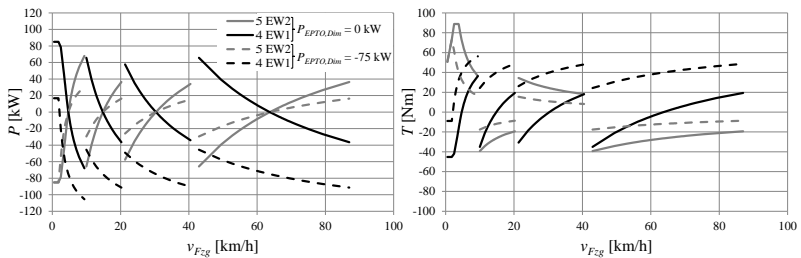 120
100
80
60
40
20
0
-20
-40
-60
-80
-100
-120
P [kW]
0 20 40 60 80 100
v_Fzg [km/h]
5 EW2
4 EW1
P_EPTO,Dim = 0 kW
5 EW2
4 EW1
P_EPTO,Dim = -75 kW
100
80
60
40
20
0
-20
-40
-60
-80
-100
T [Nm]
0 20 40 60 80 100
v_Fzg [km/h]